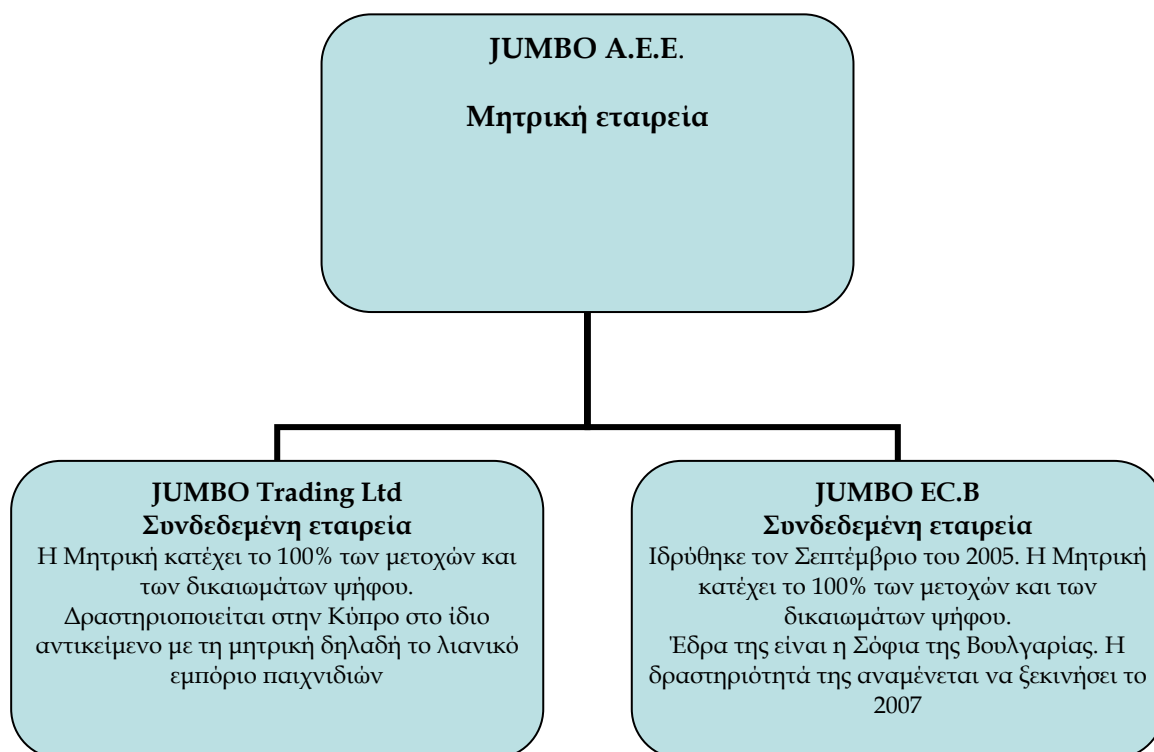 JUMBO A.E.E.
Μητρική εταιρεία
JUMBO Trading Ltd
Συνδεδεμένη εταιρεία
Η Μητρική κατέχει το 100% των μετοχών και
των δικαιωμάτων ψήφου.
Δραστηριοποιείται στην Κύπρο στο ίδιο
αντικείμενο με τη μητρική δηλαδή το λιανικό
εμπόριο παιχνιδιών
JUMBO EC.B
Συνδεδεμένη εταιρεία
Ιδρύθηκε τον Σεπτέμβριο του 2005. Η Μητρική
κατέχει το 100% των μετοχών και των
δικαιωμάτων ψήφου.
Έδρα της είναι η Σόφια της Βουλγαρίας. Η
δραστηριότητά της αναμένεται να ξεκινήσει το
2007